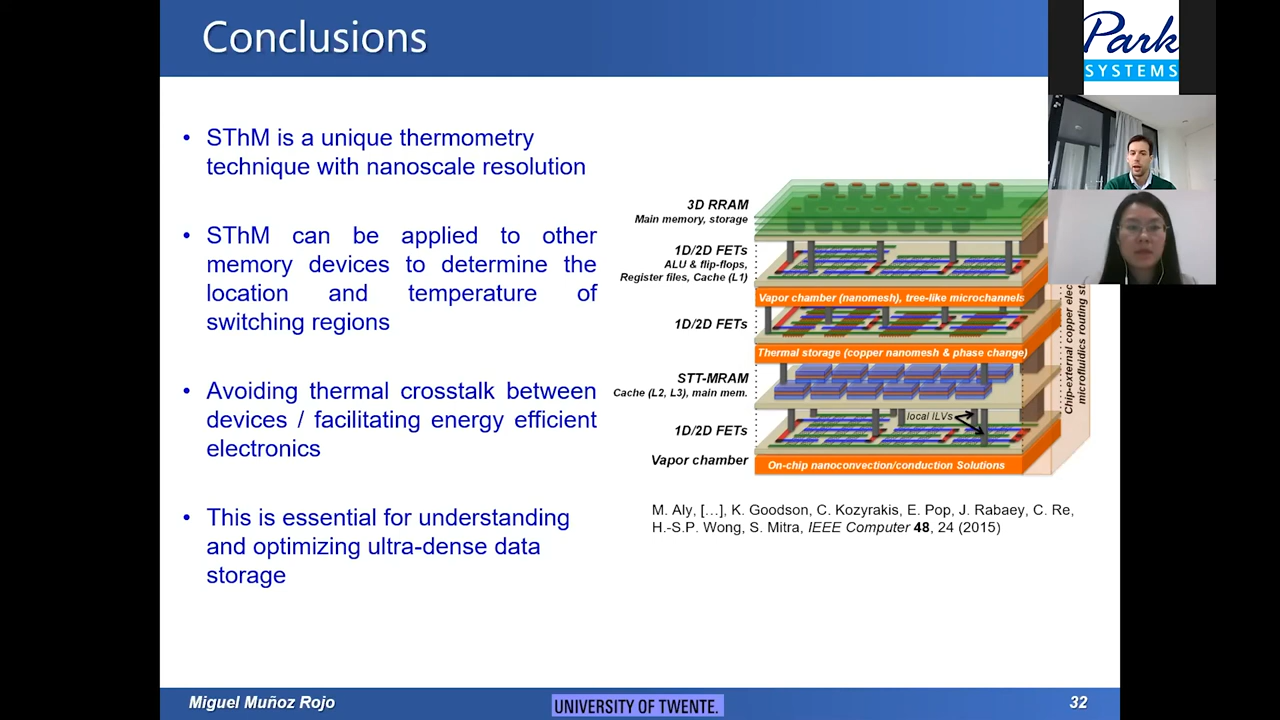 Conclusions
Park
SYSTEMS
• SThM is a unique thermometry
technique with nanoscale resolution
• SThM can be applied to other
memory devices to determine the
location and temperature of
switching regions
• Avoiding thermal crosstalk between
devices / facilitating energy efficient
electronics
• This is essential for understanding
and optimizing ultra-dense data
storage
3D RRAM
Main memory, storage
1D/2D FETs
ALU & flip-flops,
Register files, Cache (L1)
Vapor chamber (nanomesh), tree-like microchannels
1D/2D FETs
Thermal storage (copper nanomesh & phase change)
STT-MRAM
Cache (L2, L3), main mem.
local ILVs
1D/2D FETs
Vapor chamber
On-chip nanoconvection/conduction Solutions
Chip-external copper elec
microfluidics routing
M. Aly, […], K. Goodson, C. Kozyrakis, E. Pop, J. Rabaey, C. Re,
H.-S.P. Wong, S. Mitra, IEEE Computer 48, 24 (2015)
Miguel Muñoz Rojo
UNIVERSITY OF TWENTE.
32